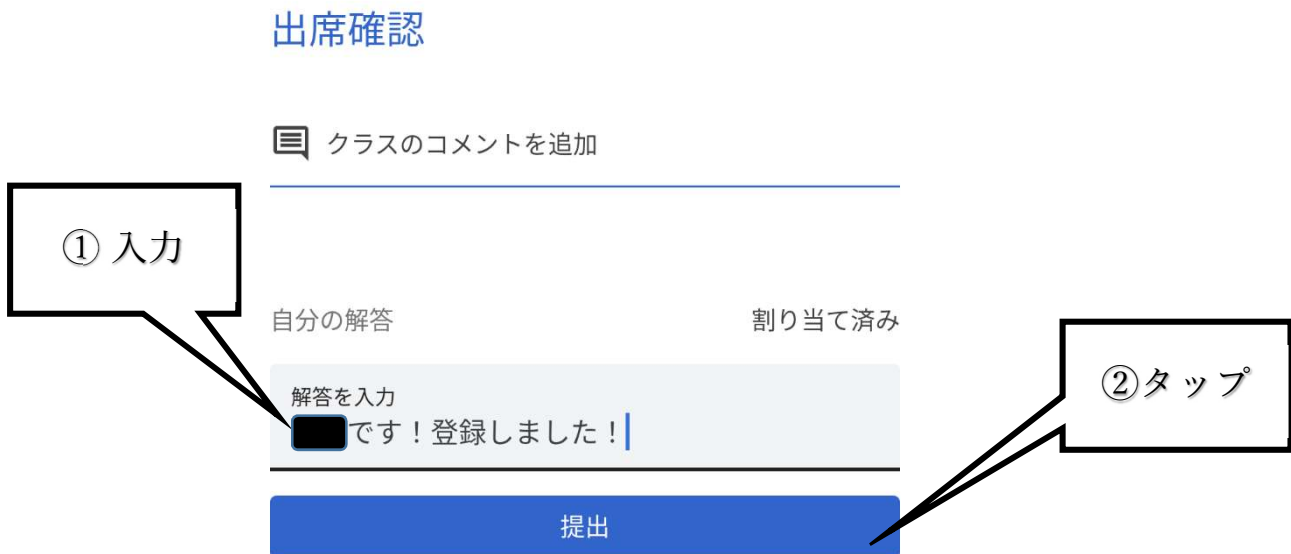 出席確認
クラスのコメントを追加
① 入力
自分の解答
割り当て済み
②タップ
解答を入力
です！登録しました！
提出